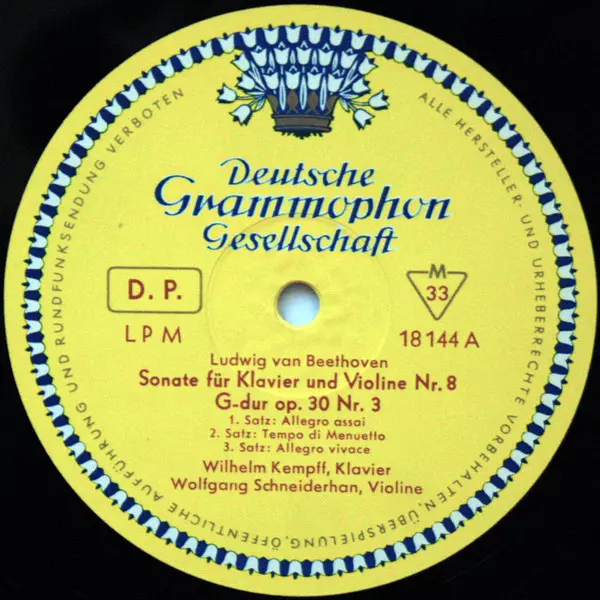 Deutsche
Grammophon
Gesellschaft
D. P.
LPM
M
33
18144 A
Ludwig van Beethoven
Sonate für Klavier und Violine Nr. 8
G-dur op. 30 Nr. 3
1. Satz: Allegro assai
2. Satz: Tempo di Menuetto
3. Satz: Allegro vivace
Wilhelm Kempff, Klavier
Wolfgang Schneiderhan, Violine
ALLE HERSTELLER- UND URHEBERRECHTE VORBEHALTEN, ÜBERSPIELUNG, ÖFFENTLICHE AUFFÜHRUNG UND RUNDFUNKSENDUNG VERBOTEN